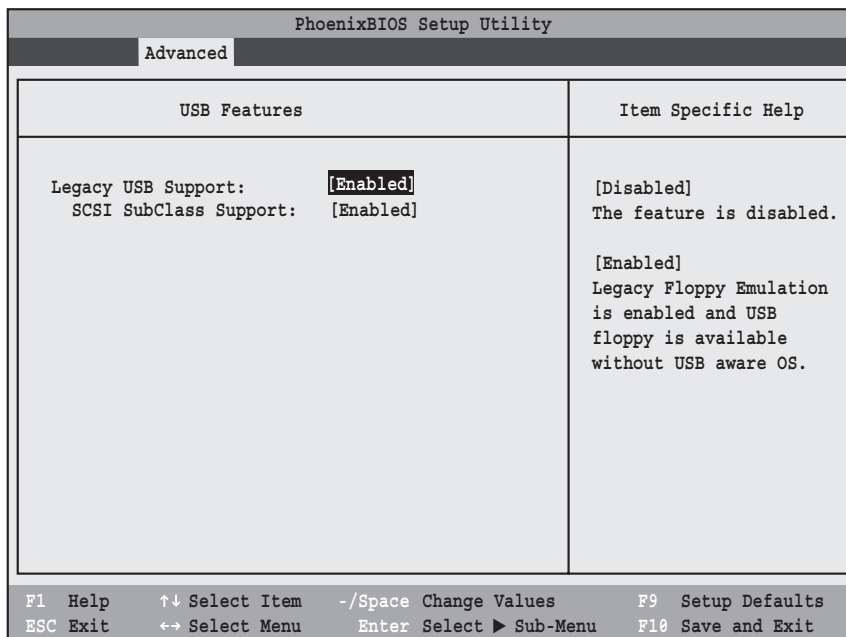 PhoenixBIOS Setup Utility
Advanced
USB Features
Legacy USB Support: [Enabled]
SCSI SubClass Support: [Enabled]
Item Specific Help
[Disabled]
The feature is disabled.
[Enabled]
Legacy Floppy Emulation
is enabled and USB
floppy is available
without USB aware OS.
F1 Help ↑↓ Select Item -/Space Change Values F9 Setup Defaults
ESC Exit ←→ Select Menu Enter Select ▶ Sub-Menu F10 Save and Exit